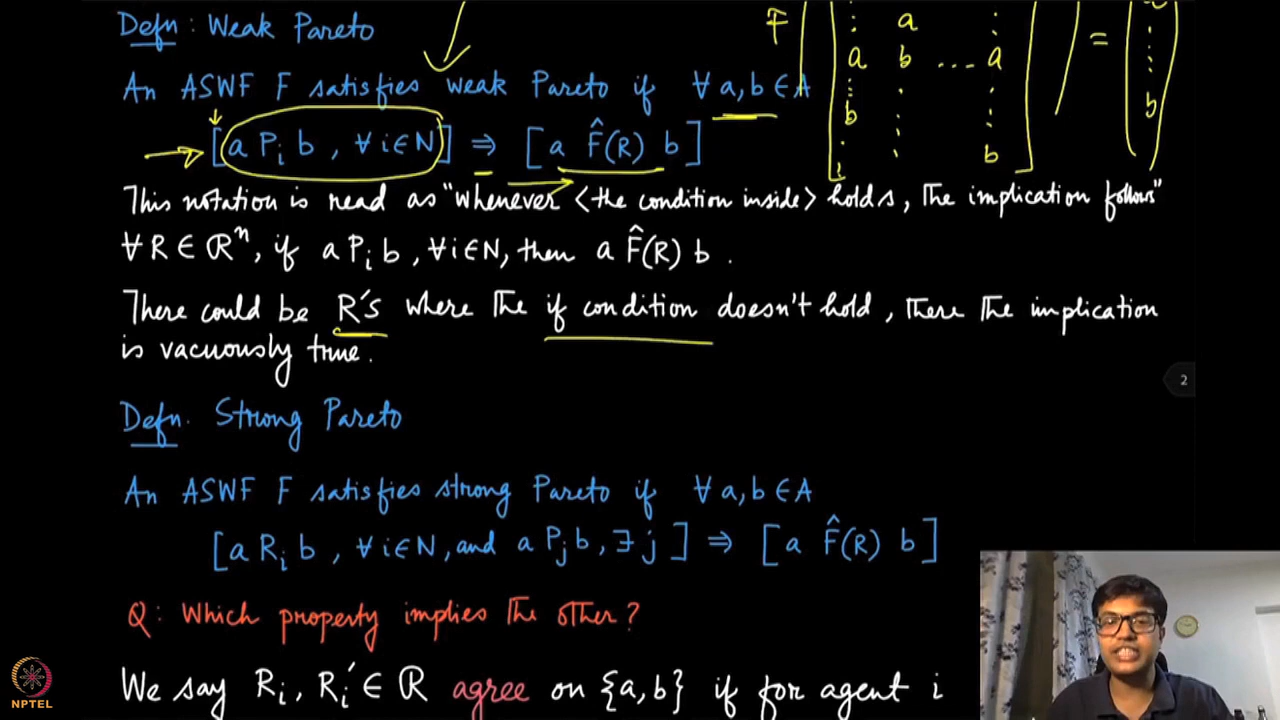 Defn: Weak Pareto
An ASWF F satisfies weak Pareto if ∀ a,b ∈ A
[a Pᵢ b , ∀ i ∈ N] ⇒ [a F̂(R) b]
F ( [ ⋮ a ⋮
a b .... a
⋮ ⋮ ⋮
b ⋮ ⋮
⋮ ⋮ b ] ) = ( ⋮ b )
This notation is read as "whenever <the condition inside> holds, The implication follows"
∀ R ∈ ℛⁿ, if a Pᵢ b , ∀ i ∈ N, then a F̂(R) b .
There could be R's where the if condition doesn't hold, there the implication
is vacuously true.
2
Defn. Strong Pareto
An ASWF F satisfies strong Pareto if ∀ a,b ∈ A
[a Rᵢ b , ∀ i ∈ N, and a Pⱼ b, ∃ j ] ⇒ [a F̂(R) b]
Q: Which property implies the other?
We say Rᵢ, Rᵢ′ ∈ ℛ agree on {a,b} if for agent i
NPTEL